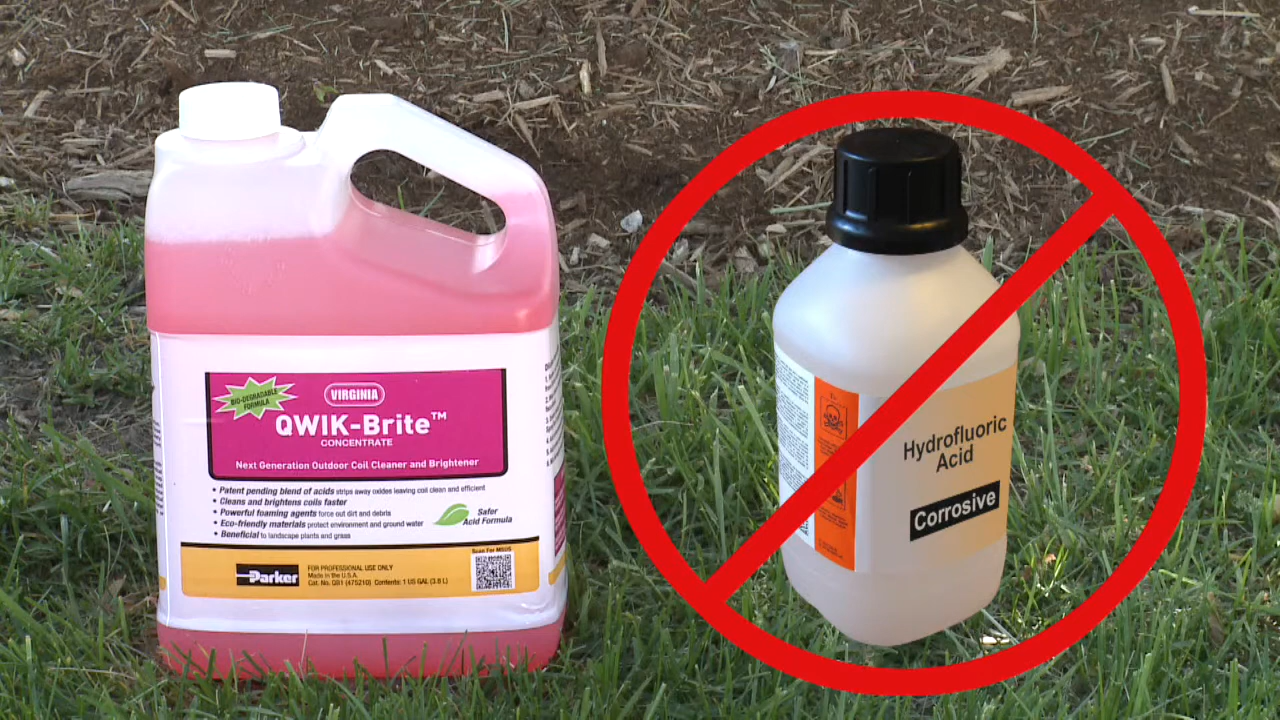 BIO-DEGRADABLE
FORMULA
VIRGINIA
QWIK-Brite™
CONCENTRATE
Next Generation Outdoor Coil Cleaner and Brightener
• Patent pending blend of acids strips away oxides leaving coil clean and efficient
• Cleans and brightens coils faster
• Powerful foaming agents force out dirt and debris
• Eco-friendly materials protect environment and ground water
• Beneficial to landscape plants and grass
Safer
Acid Formula
Parker
FOR PROFESSIONAL USE ONLY
Made in the U.S.A.
Cat. No. QB1 (475210) Contents: 1 US GAL (3.8 L)
Scan For MSDS
Hydrofluoric
Acid
Corrosive